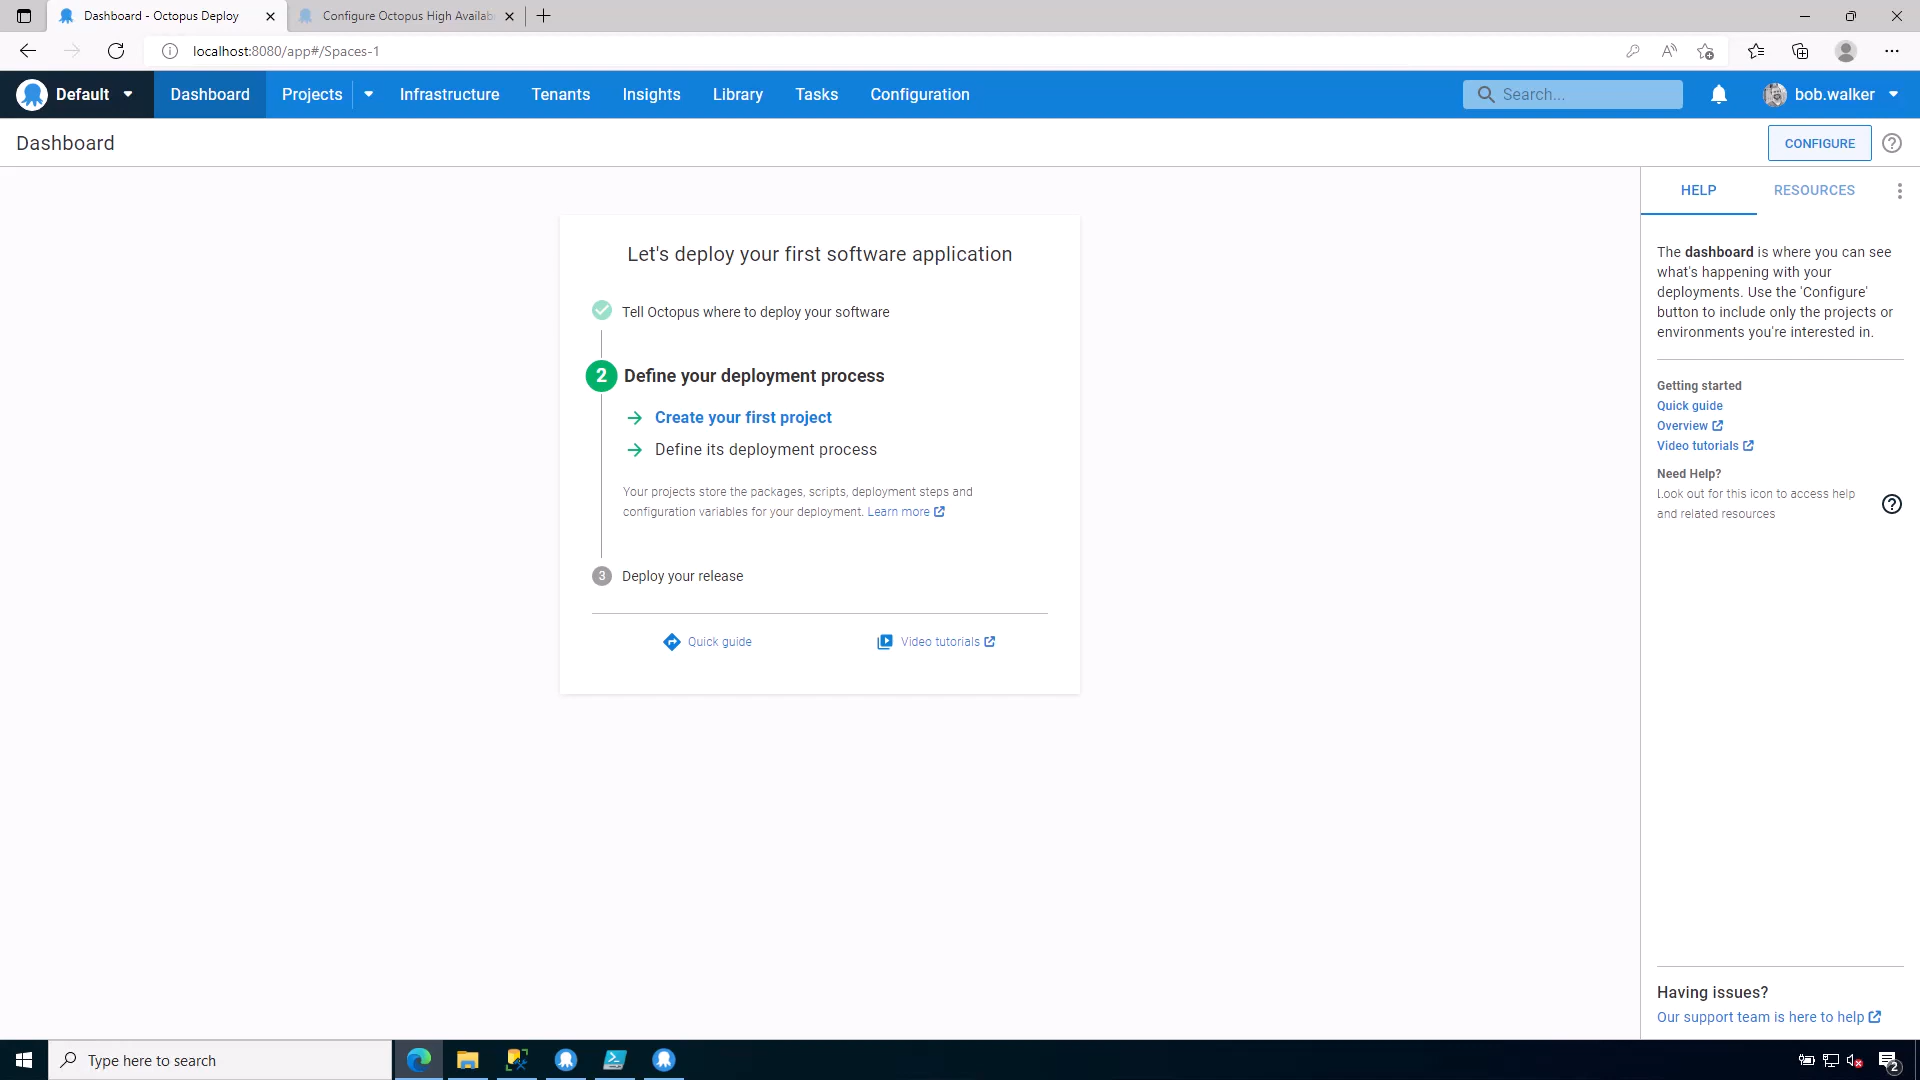 Dashboard - Octopus Deploy
Configure Octopus High Availab
localhost:8080/app#/Spaces-1
Default
Dashboard
Projects
Infrastructure
Tenants
Insights
Library
Tasks
Configuration
Search...
bob.walker
Dashboard
CONFIGURE
HELP
RESOURCES
Let's deploy your first software application
Tell Octopus where to deploy your software
2 Define your deployment process
Create your first project
Define its deployment process
Your projects store the packages, scripts, deployment steps and
configuration variables for your deployment. Learn more
3 Deploy your release
Quick guide
Video tutorials
The dashboard is where you can see
what's happening with your
deployments. Use the 'Configure'
button to include only the projects or
environments you're interested in.
Getting started
Quick guide
Overview
Video tutorials
Need Help?
Look out for this icon to access help
and related resources
Having issues?
Our support team is here to help
Type here to search
2